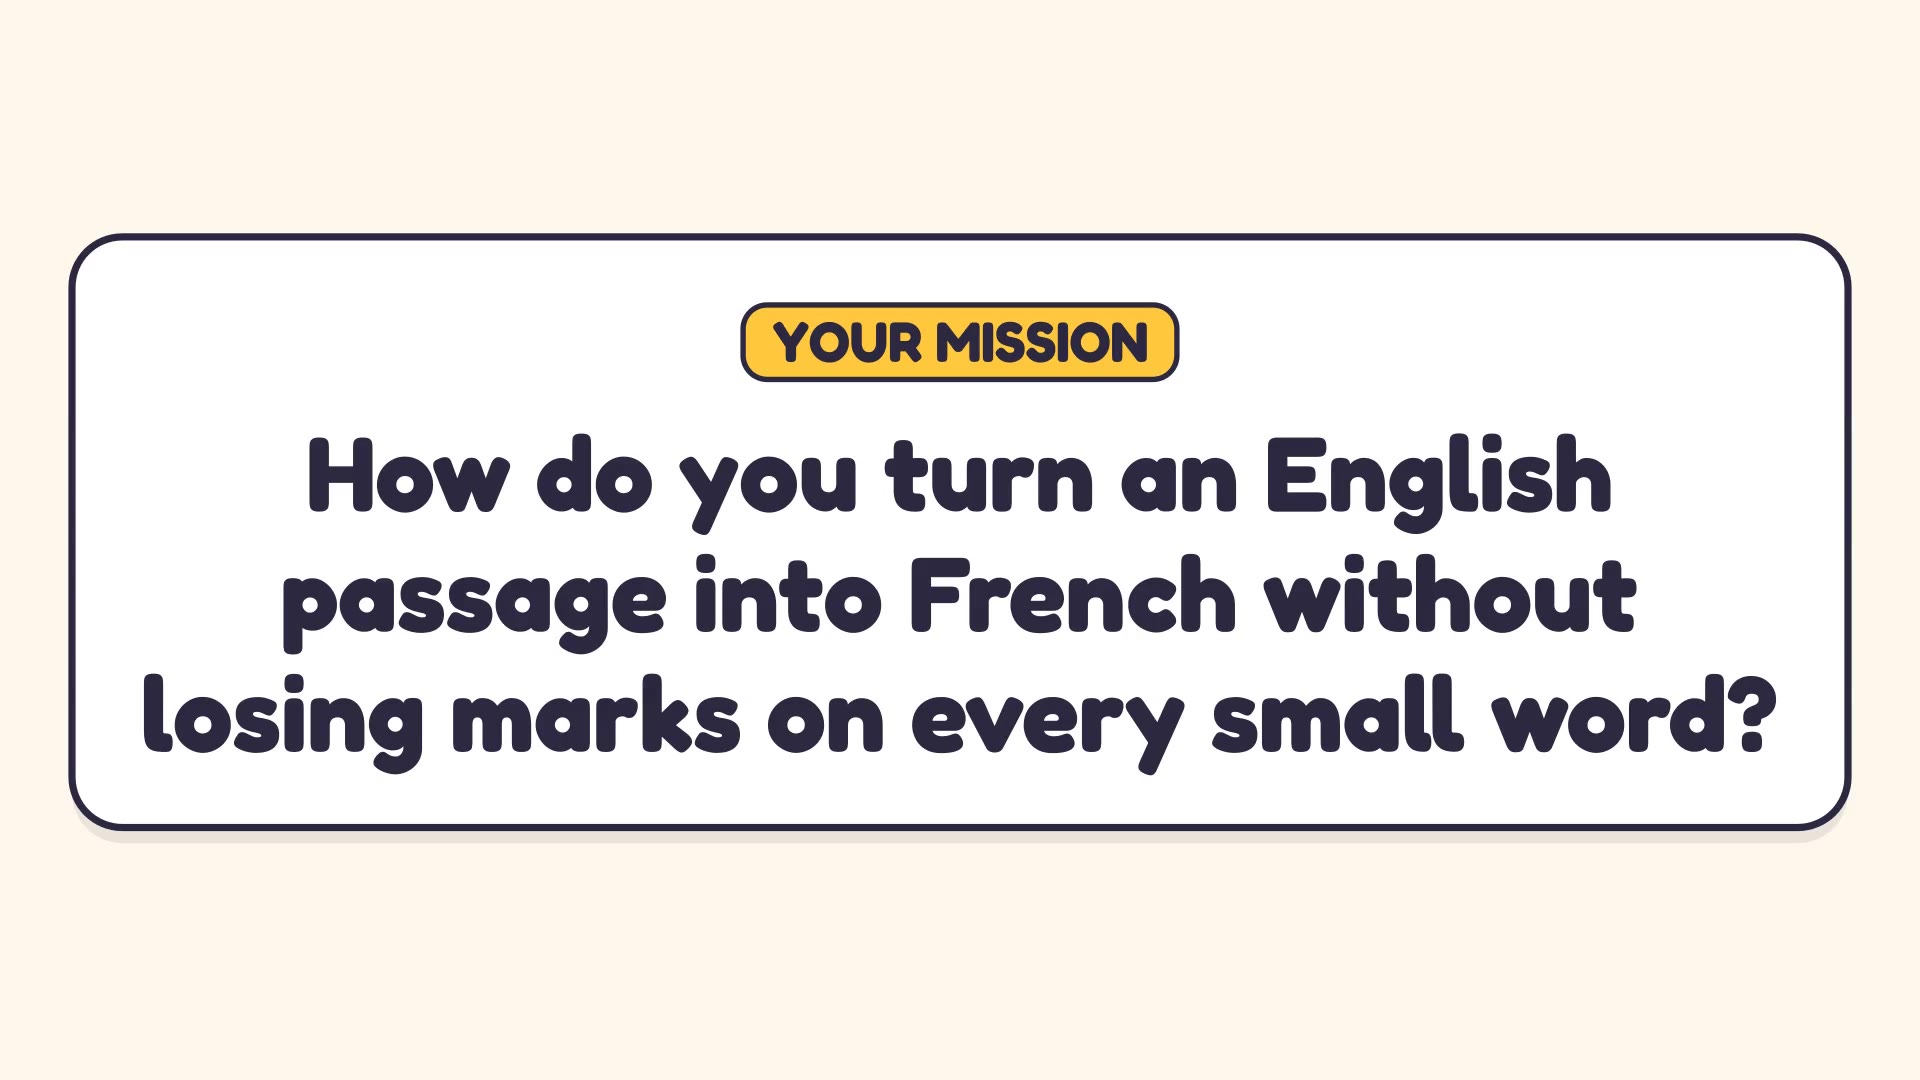 YOUR MISSION
How do you turn an English
passage into French without
losing marks on every small word?